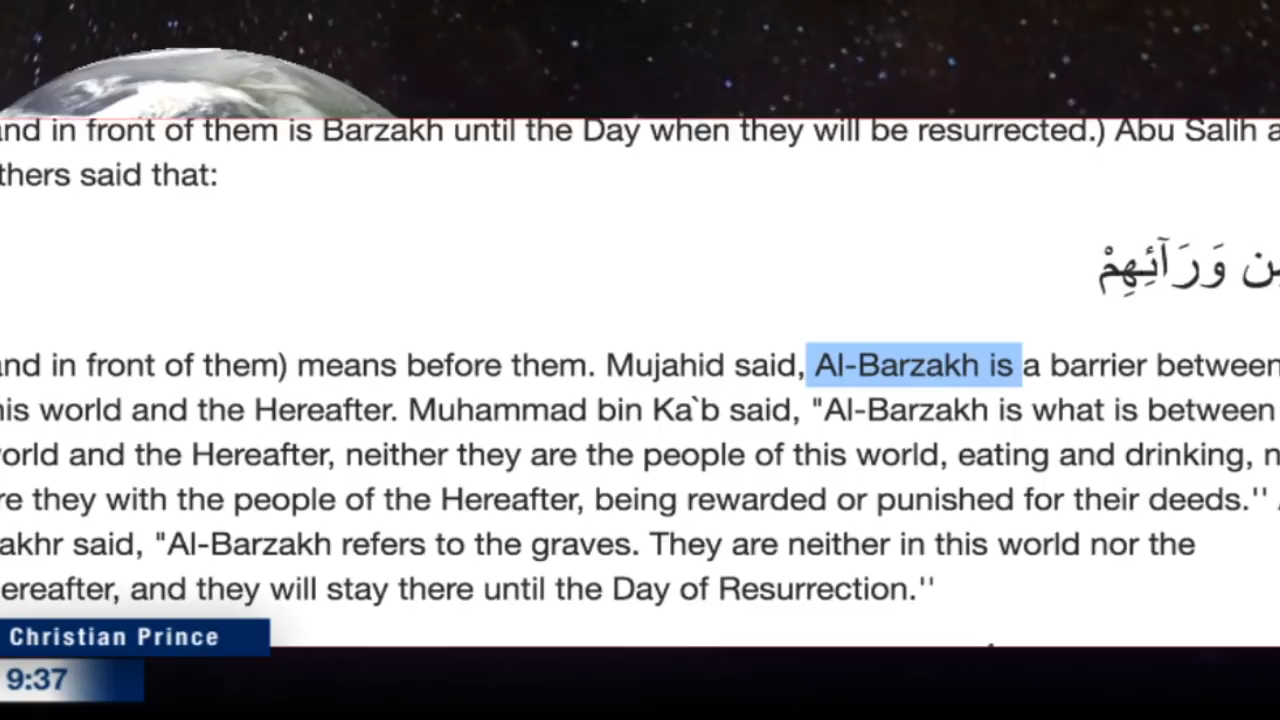 nd in front of them is Barzakh until the Day when they will be resurrected.) Abu Salih a
thers said that:
ن وَرَآئِهِمْ
nd in front of them) means before them. Mujahid said, Al-Barzakh is a barrier between
is world and the Hereafter. Muhammad bin Ka`b said, "Al-Barzakh is what is between
orld and the Hereafter, neither they are the people of this world, eating and drinking, n
re they with the people of the Hereafter, being rewarded or punished for their deeds.''
akhr said, "Al-Barzakh refers to the graves. They are neither in this world nor the
ereafter, and they will stay there until the Day of Resurrection.''
Christian Prince
9:37